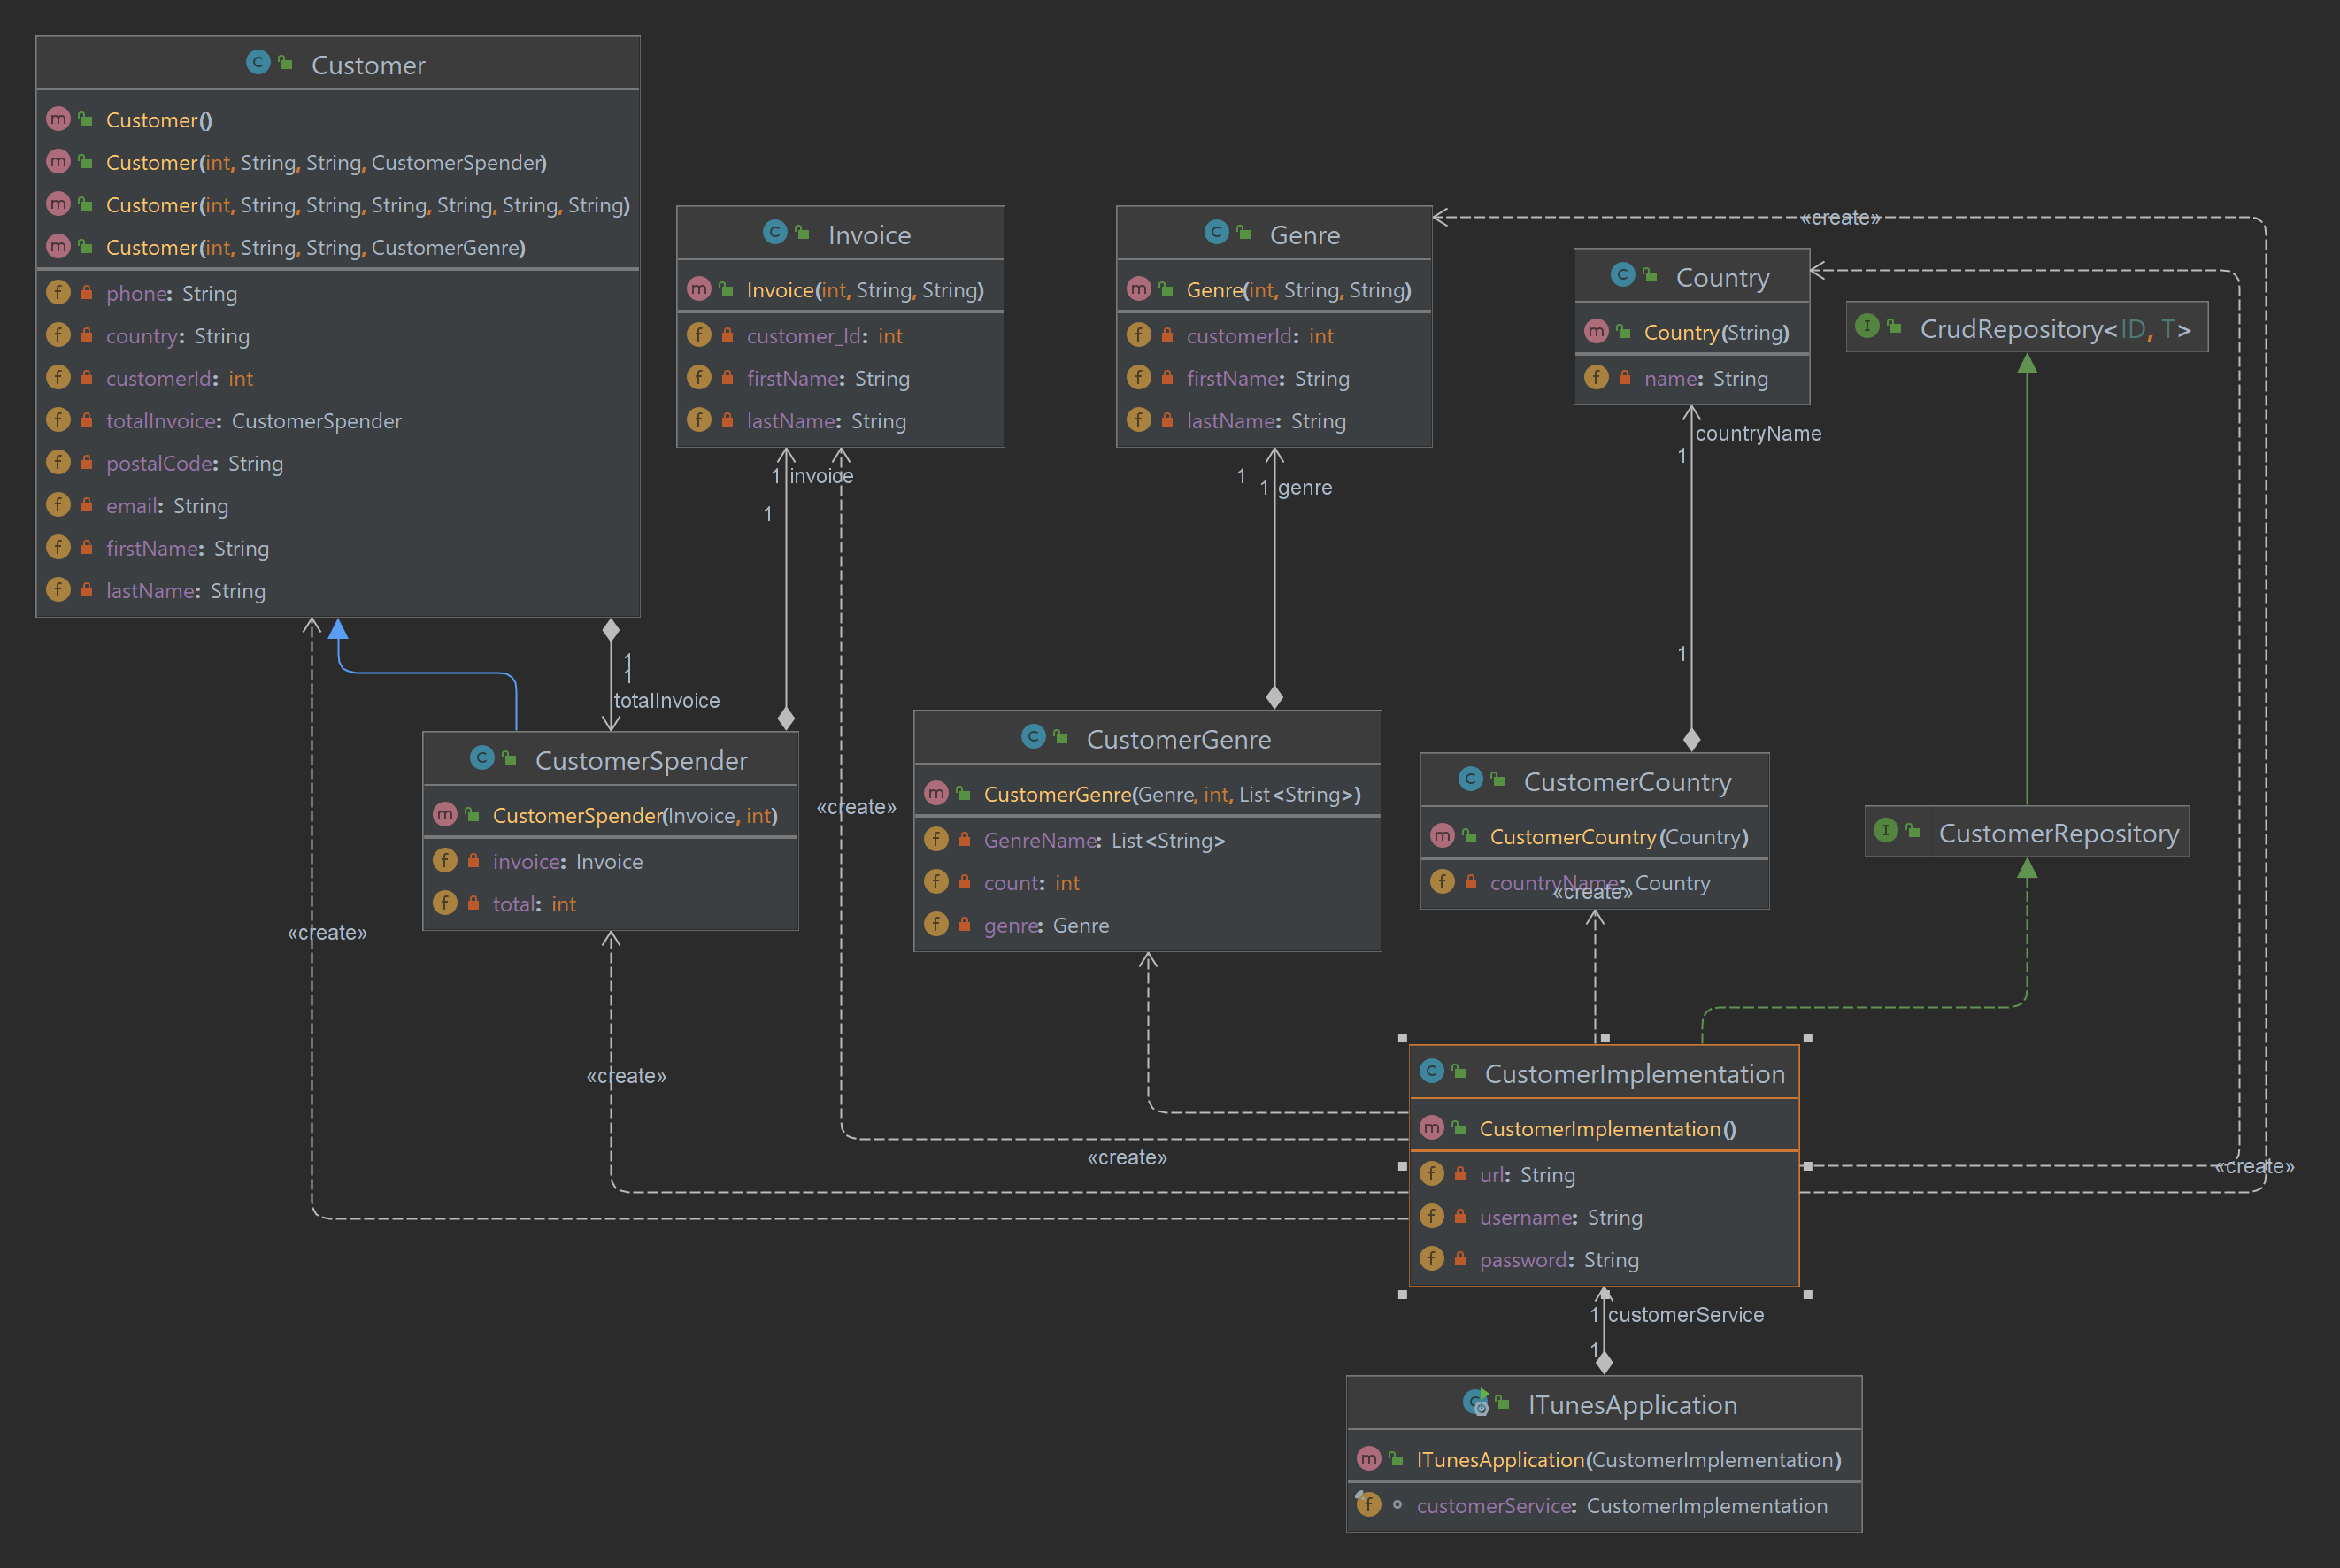 Customer
Customer()
Customer(int, String, String, CustomerSpender)
Customer(int, String, String, String, String, String, String)
Customer(int, String, String, CustomerGenre)
phone: String
country: String
customerId: int
totalInvoice: CustomerSpender
postalCode: String
email: String
firstName: String
lastName: String
Invoice
Invoice(int, String, String)
customer_Id: int
firstName: String
lastName: String
Genre
Genre(int, String, String)
customerId: int
firstName: String
lastName: String
«create»
Country
Country(String)
name: String
CrudRepository<ID, T>
1 invoice
1
1
1 genre
countryName
1
1
1
1
totalInvoice
CustomerSpender
CustomerSpender(Invoice, int)
invoice: Invoice
total: int
«create»
CustomerGenre
CustomerGenre(Genre, int, List<String>)
GenreName: List<String>
count: int
genre: Genre
CustomerCountry
CustomerCountry(Country)
countryName: Country
«create»
CustomerRepository
«create»
«create»
«create»
«create»
CustomerImplementation
CustomerImplementation()
url: String
username: String
password: String
1 customerService
1
ITunesApplication
ITunesApplication(CustomerImplementation)
customerService: CustomerImplementation